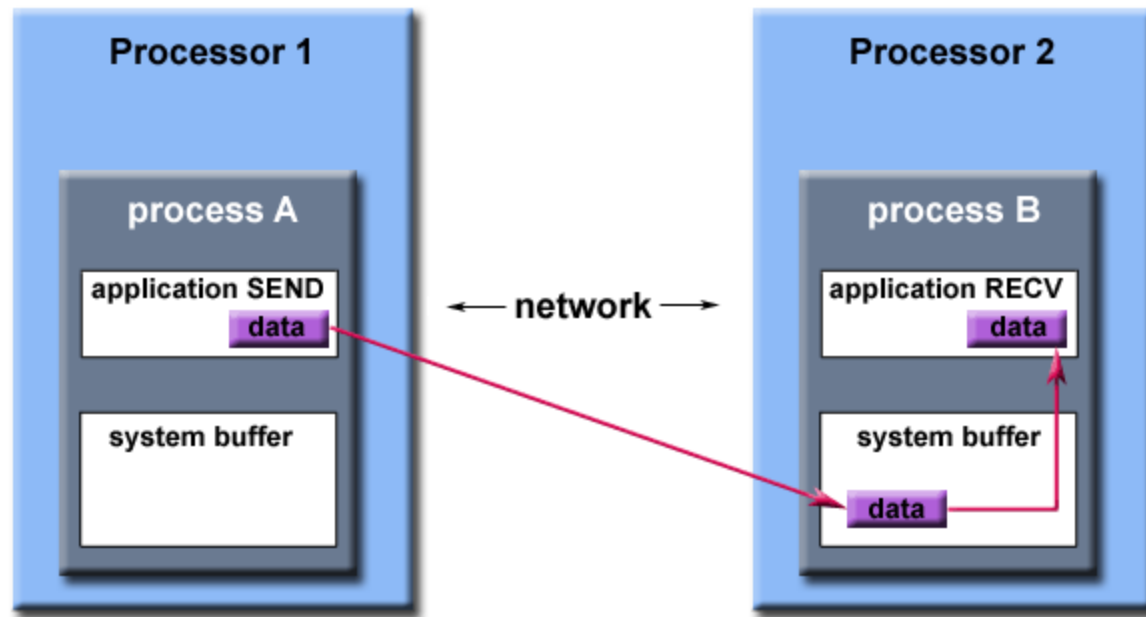 Processor 1
process A
application SEND
data
system buffer
network
Processor 2
process B
application RECV
data
system buffer
data